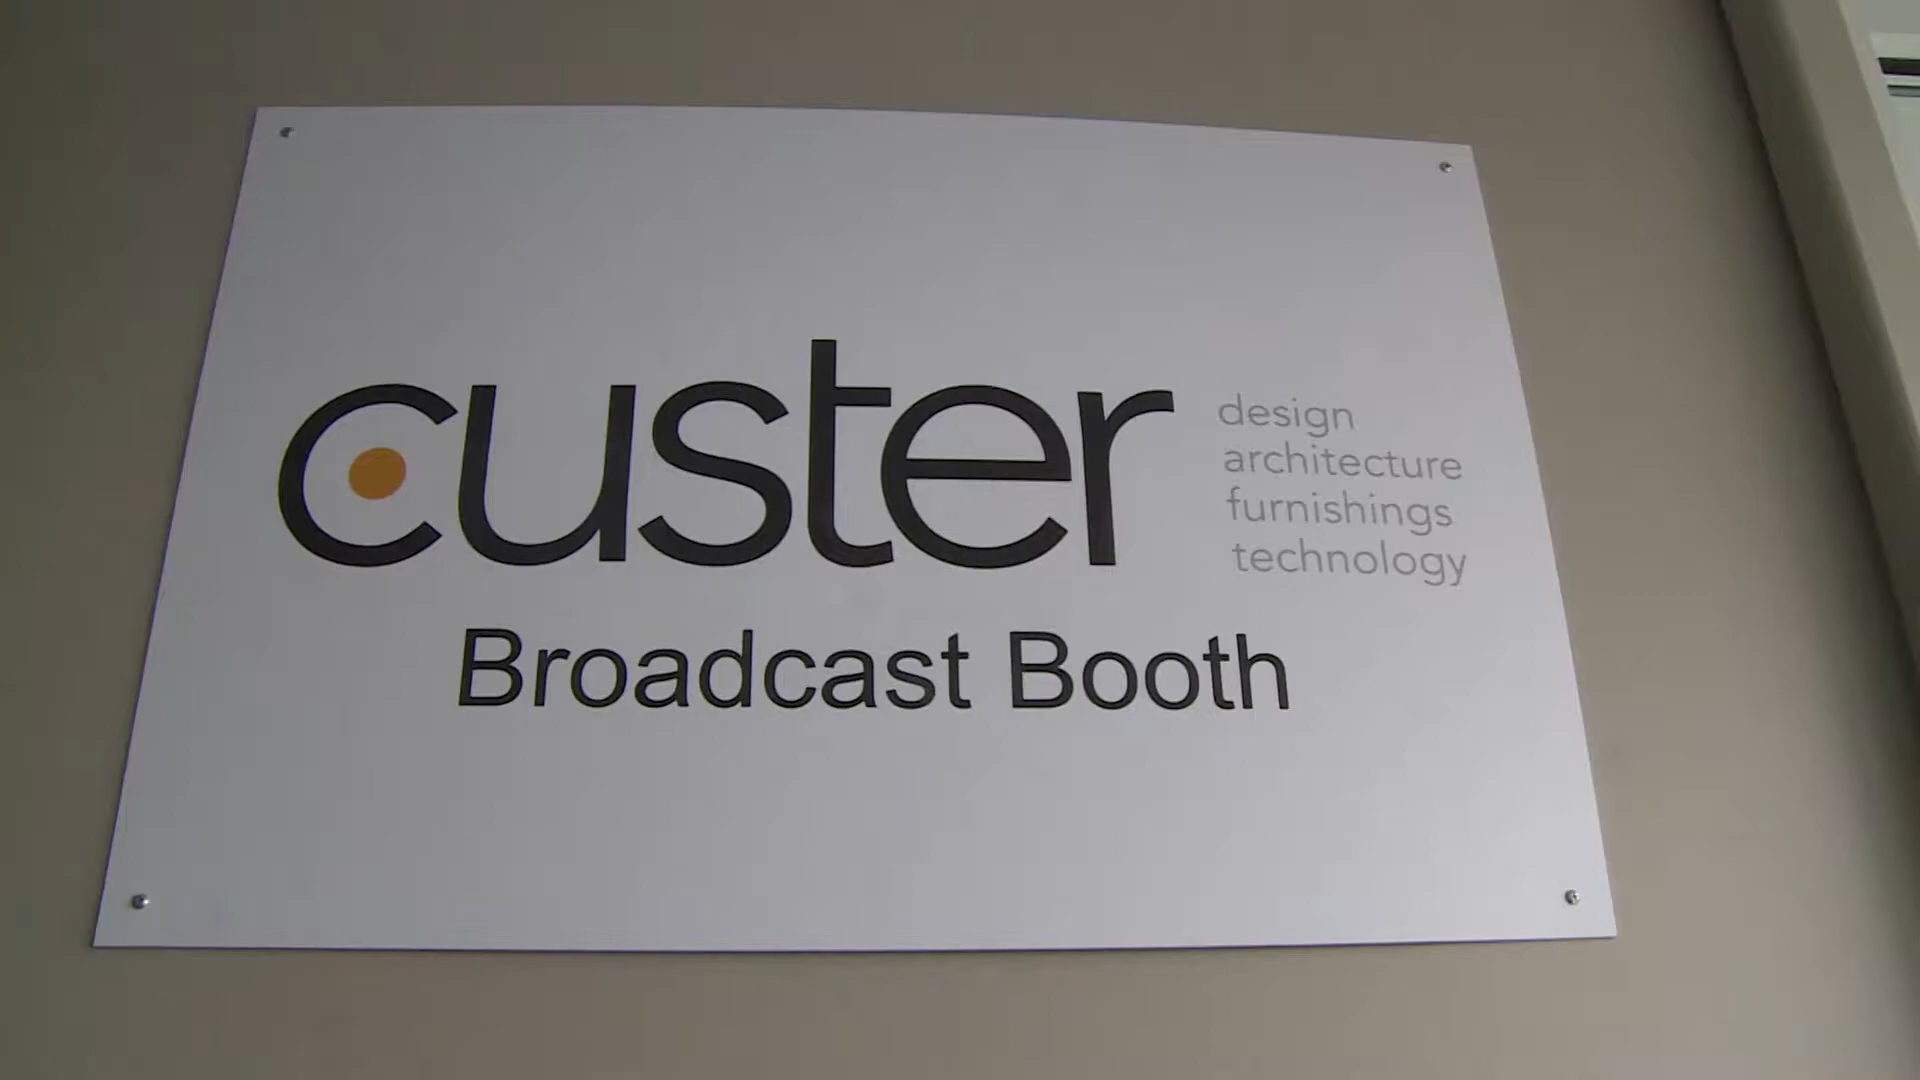 custer
design
architecture
furnishings
technology
Broadcast Booth